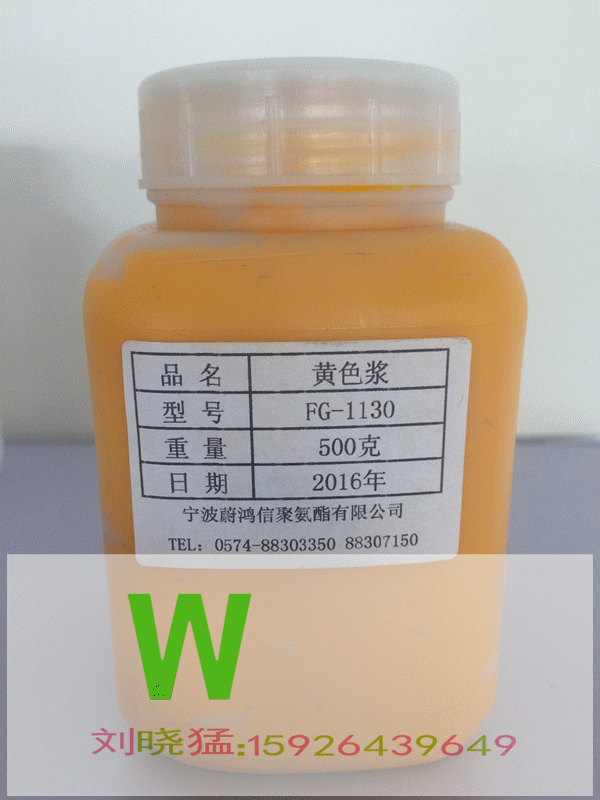 品名 黄色浆
型号 FG-1130
重量 500克
日期 2016年
宁波蔚鸿信聚氨酯有限公司
TEL: 0574-88303350 88307150
W
刘晓猛:15926439649